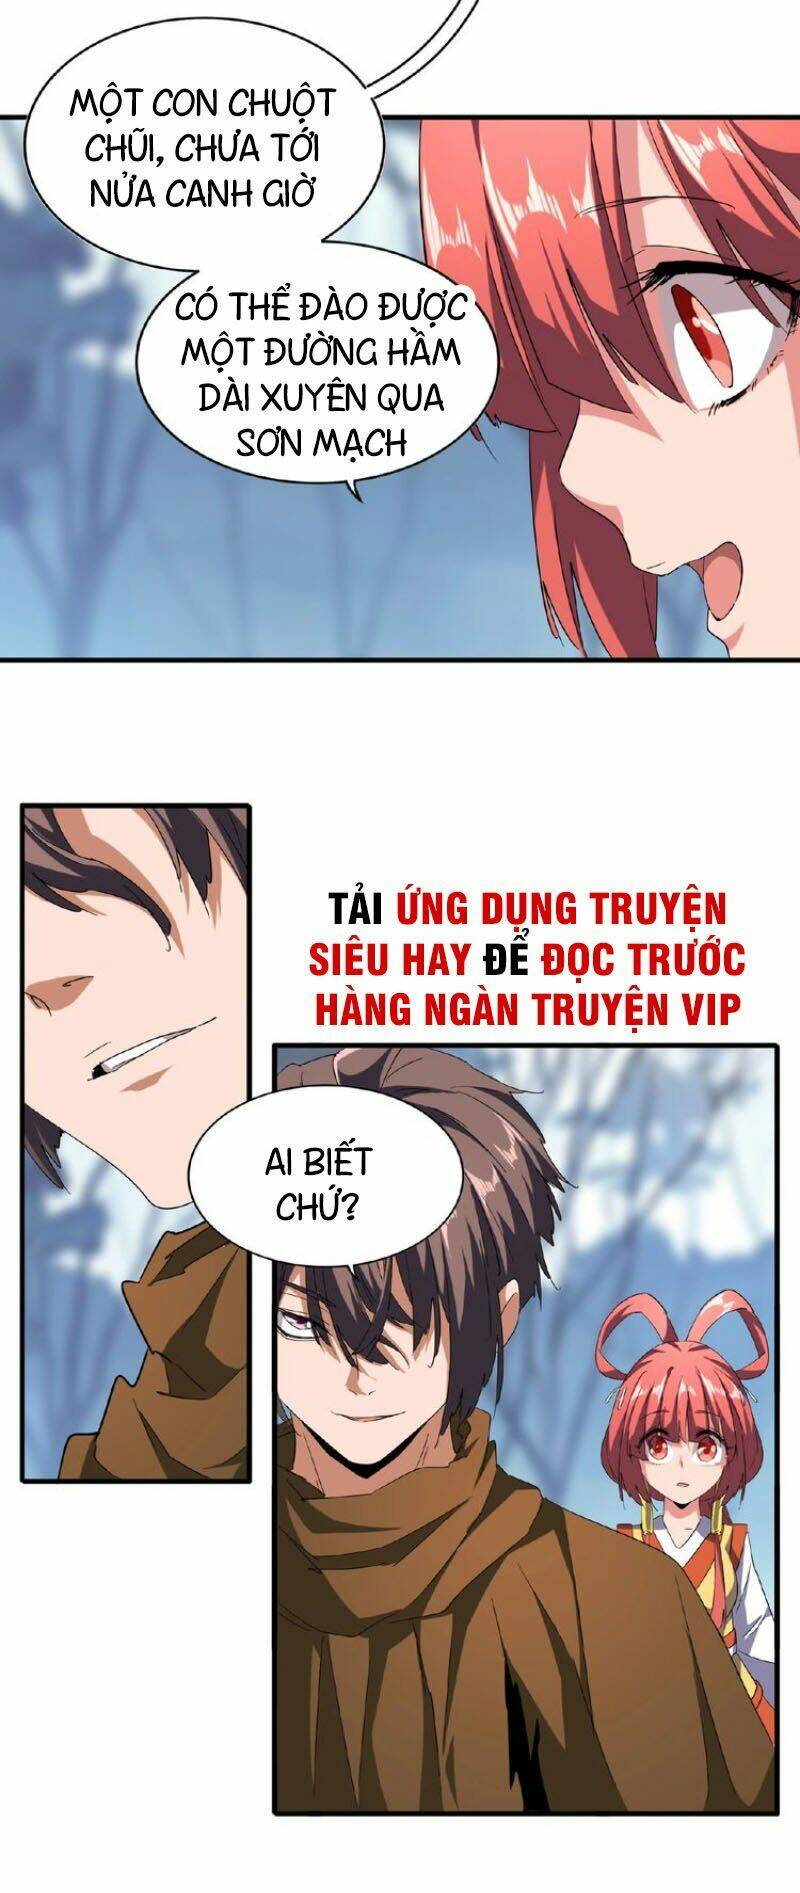 MỘT CON CHUỘT
CHŨI, CHƯA TỚI
NỬA CANH GIỜ
CÓ THỂ ĐÀO ĐƯỢC
MỘT ĐƯỜNG HẦM
DÀI XUYÊN QUA
SƠN MẠCH
TẢI ỨNG DỤNG TRUYỆN
SIÊU HAY ĐỂ ĐỌC TRƯỚC
HÀNG NGÀN TRUYỆN VIP
AI BIẾT
CHỨ?